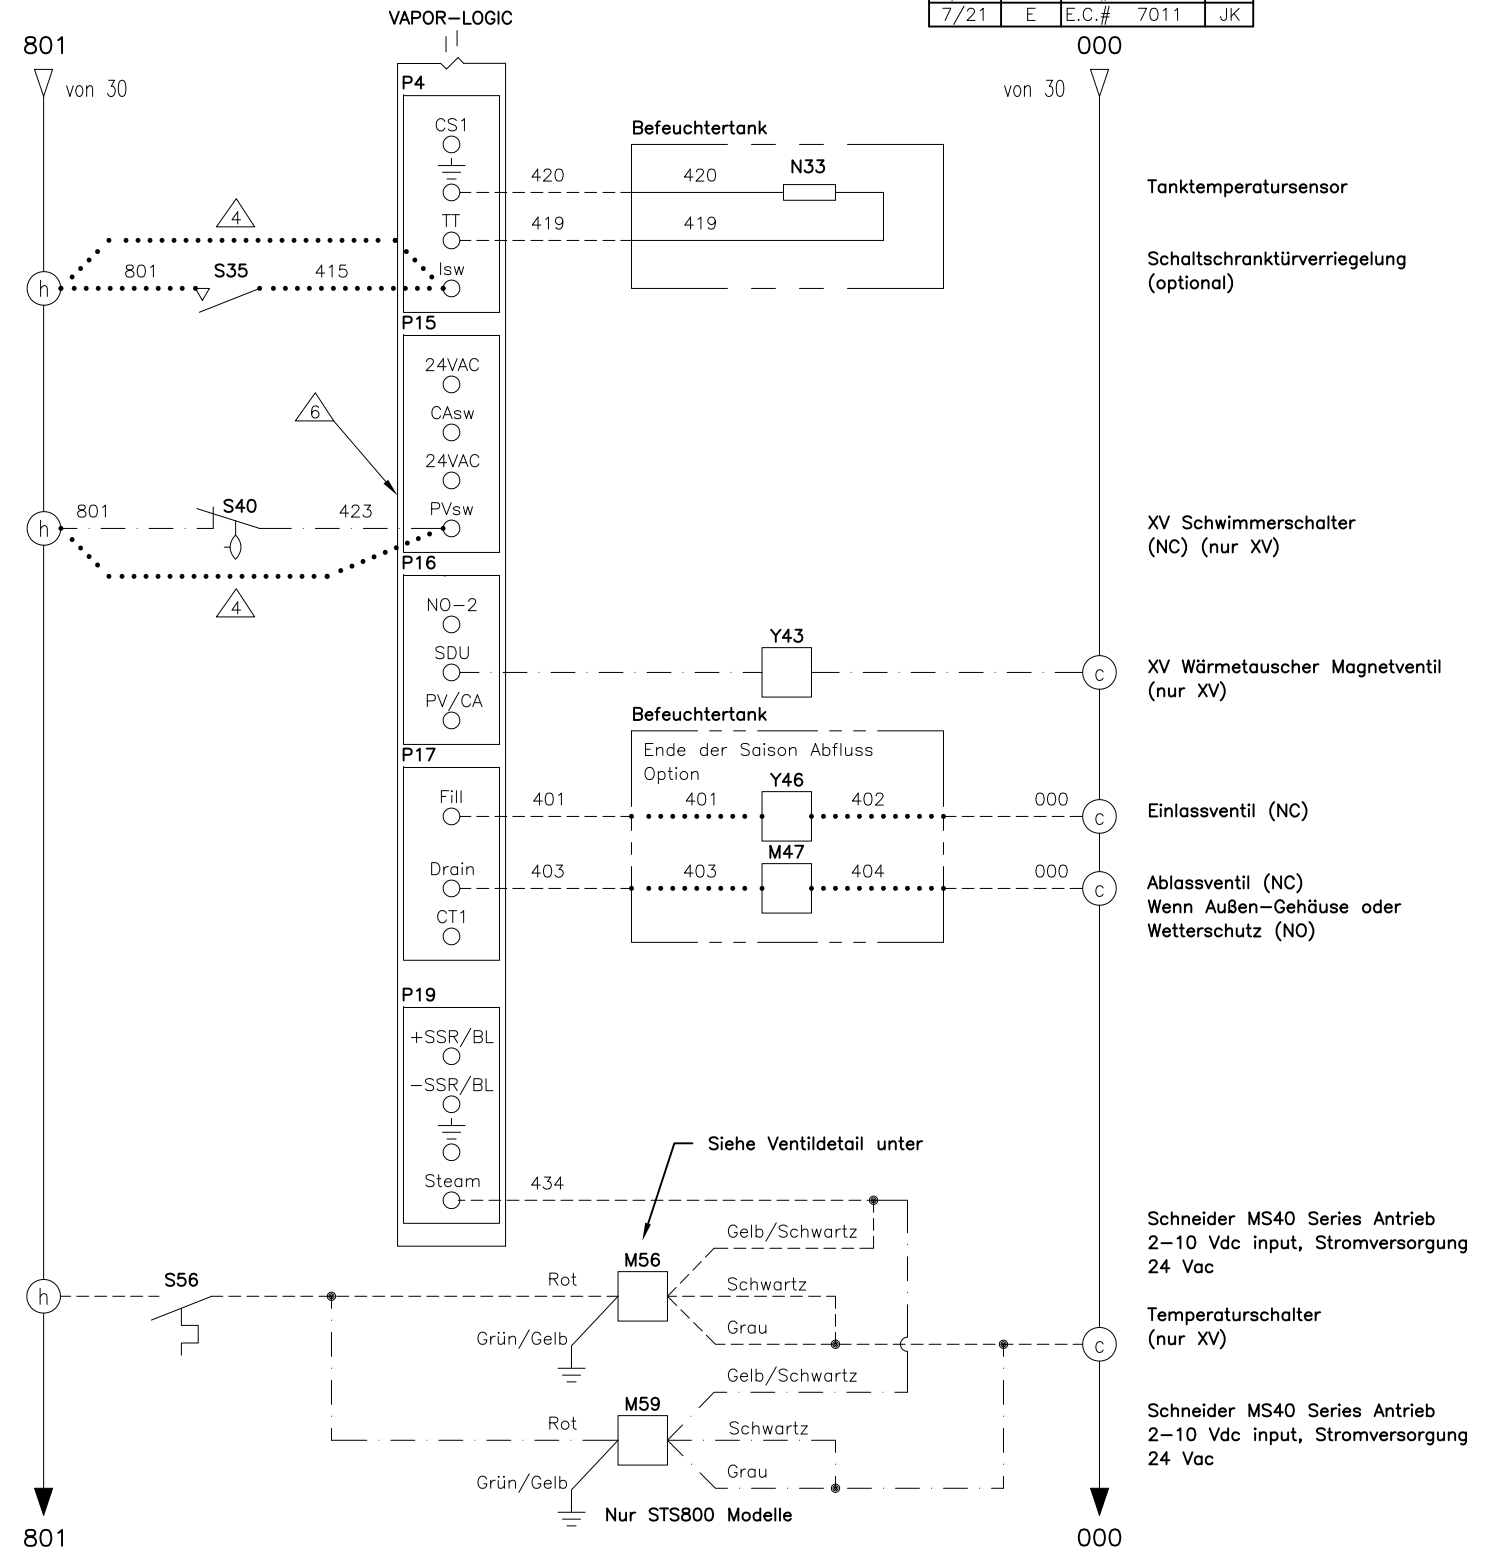 VAPOR-LOGIC
7/21 E E.C.# 7011 JK
801
000
von 30
von 30
P4
CS1
Befeuchtertank
420
420
N33
Tanktemperatursensor
4
TT
419
419
801
S35
415
Isw
h
Schaltschranktürverriegelung
(optional)
P15
24VAC
CAsw
6
24VAC
801
S40
423
PVsw
h
XV Schwimmerschalter
(NC) (nur XV)
P16
4
NO-2
SDU
Y43
c
XV Wärmetauscher Magnetventil
(nur XV)
PV/CA
Befeuchtertank
P17
Ende der Saison Abfluss
Option
Fill
401
401
Y46
402
000
c
Einlassventil (NC)
Drain
403
403
M47
404
000
c
Ablassventil (NC)
Wenn Außen-Gehäuse oder
Wetterschutz (NO)
CT1
P19
+SSR/BL
-SSR/BL
Siehe Ventildetail unter
Steam
434
Gelb/Schwartz
Schneider MS40 Series Antrieb
2-10 Vdc input, Stromversorgung
24 Vac
h
S56
Rot
M56
Schwartz
Grün/Gelb
Grau
c
Temperaturschalter
(nur XV)
Gelb/Schwartz
M59
Rot
Schwartz
Grün/Gelb
Grau
Schneider MS40 Series Antrieb
2-10 Vdc input, Stromversorgung
24 Vac
Nur STS800 Modelle
801
000